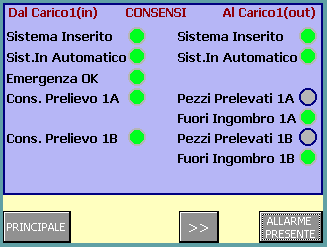 Dal Carico1(in) CONSENSI Al Carico1(out)
Sistema Inserito Sistema Inserito
Sist.In Automatico Sist.In Automatico
Emergenza OK
Cons. Prelievo 1A Pezzi Prelevati 1A
Fuori Ingombro 1A
Cons. Prelievo 1B Pezzi Prelevati 1B
Fuori Ingombro 1B
PRINCIPALE >> ALLARME
PRESENTE